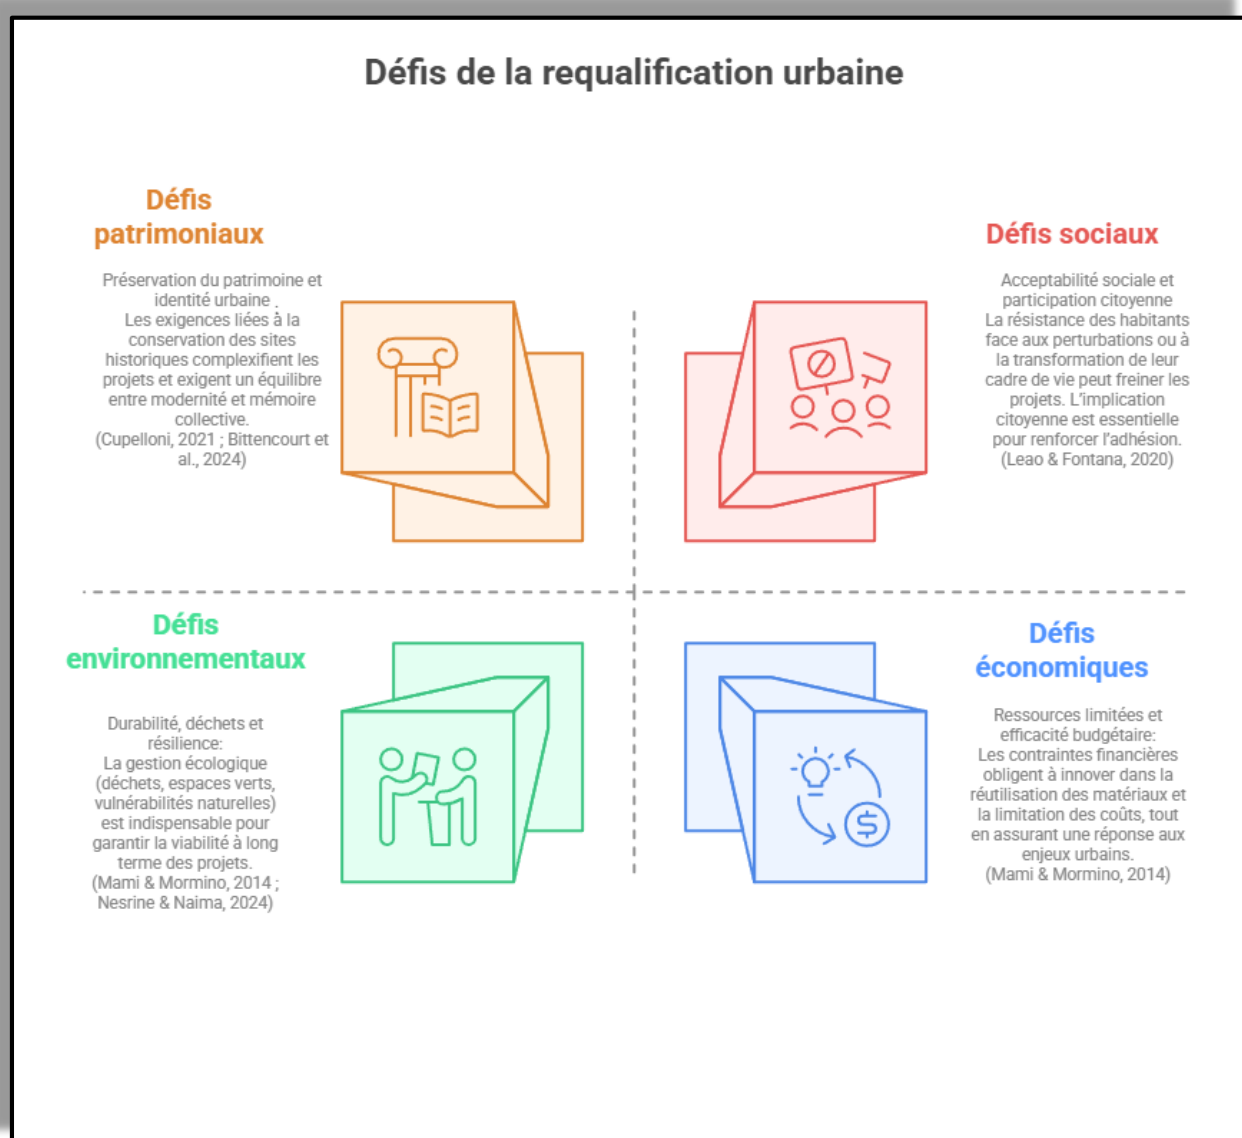 Défis de la requalification urbaine
Défis
patrimoniaux
Préservation du patrimoine et
identité urbaine .
Les exigences liées à la
conservation des sites
historiques complexifient les
projets et exigent un équilibre
entre modernité et mémoire
collective.
(Cupelloni, 2021 ; Bittencourt et
al., 2024)
Défis sociaux
Acceptabilité sociale et
participation citoyenne
La résistance des habitants
face aux perturbations ou à
la transformation de leur
cadre de vie peut freiner les
projets. L'implication
citoyenne est essentielle
pour renforcer l'adhésion.
(Leao & Fontana, 2020)
Défis
environnementaux
Durabilité, déchets et
résilience:
La gestion écologique
(déchets, espaces verts,
vulnérabilités naturelles)
est indispensable pour
garantir la viabilité à long
terme des projets.
(Mami & Mormino, 2014 ;
Nesrine & Naima, 2024)
Défis
économiques
Ressources limitées et
efficacité budgétaire:
Les contraintes financières
obligent à innover dans la
réutilisation des matériaux et
la limitation des coûts, tout
en assurant une réponse aux
enjeux urbains.
(Mami & Mormino, 2014)